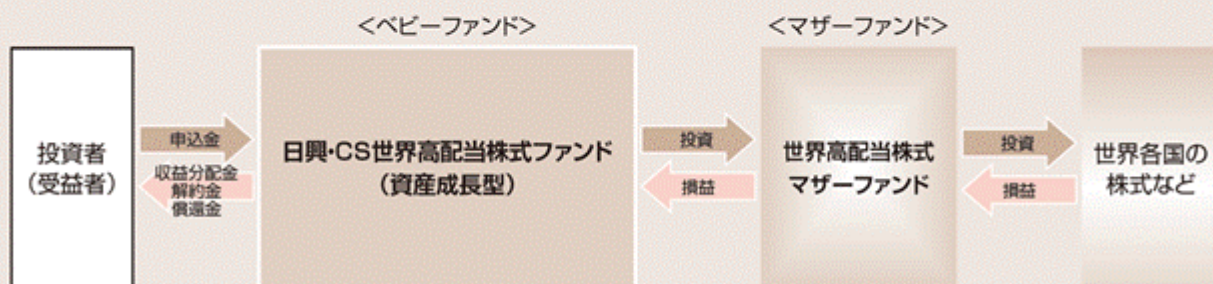 <ベビーファンド>
<マザーファンド>
投資者
(受益者)
申込金
収益分配金
解約金
償還金
日興・CS世界高配当株式ファンド
(資産成長型)
投資
損益
世界高配当株式
マザーファンド
投資
損益
世界各国の
株式など